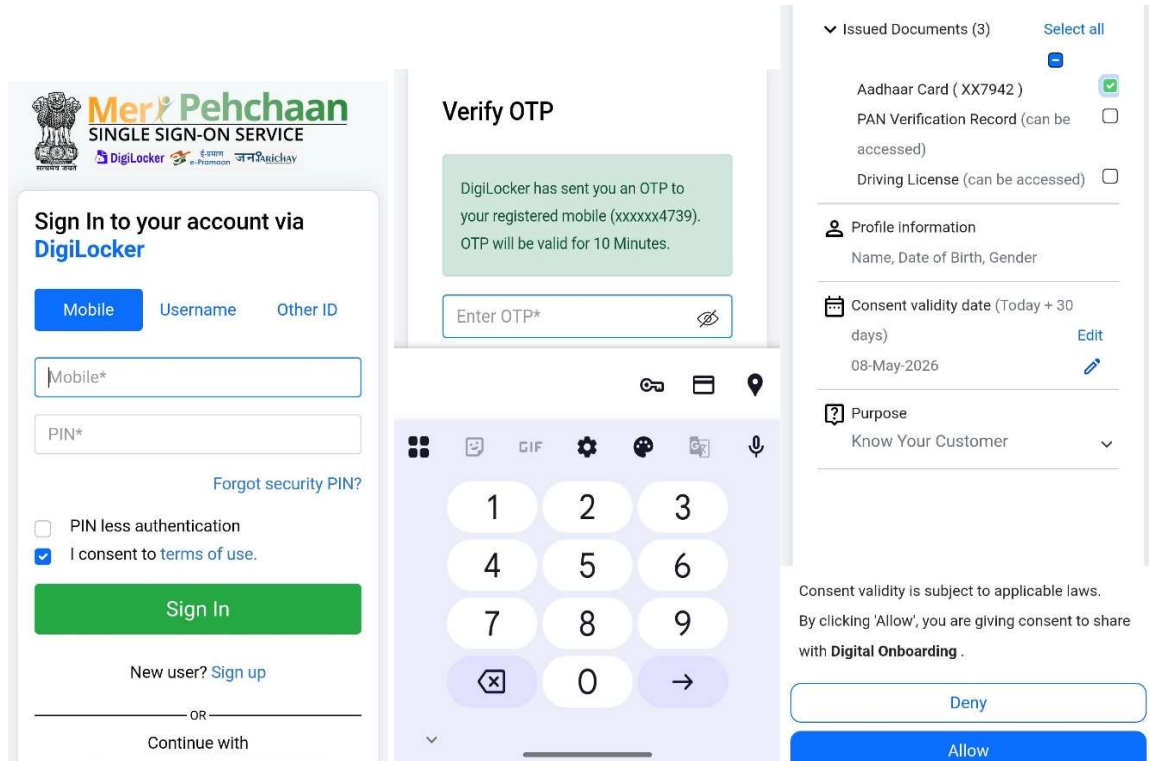 Meri Pehchaan
SINGLE SIGN-ON SERVICE
DigiLocker ई-प्रमाण e-Pramaan जन Parichay
सत्यमेव जयते
Sign In to your account via
DigiLocker
Mobile Username Other ID
Mobile*
PIN*
Forgot security PIN?
PIN less authentication
I consent to terms of use.
Sign In
New user? Sign up
OR
Continue with
Verify OTP
DigiLocker has sent you an OTP to
your registered mobile (xxxxxx4739).
OTP will be valid for 10 Minutes.
Enter OTP*
GIF
1 2 3
4 5 6
7 8 9
0
Issued Documents (3) Select all
Aadhaar Card ( XX7942 )
PAN Verification Record (can be
accessed)
Driving License (can be accessed)
Profile information
Name, Date of Birth, Gender
Consent validity date (Today + 30
days) Edit
08-May-2026
Purpose
Know Your Customer
Consent validity is subject to applicable laws.
By clicking 'Allow', you are giving consent to share
with Digital Onboarding .
Deny
Allow